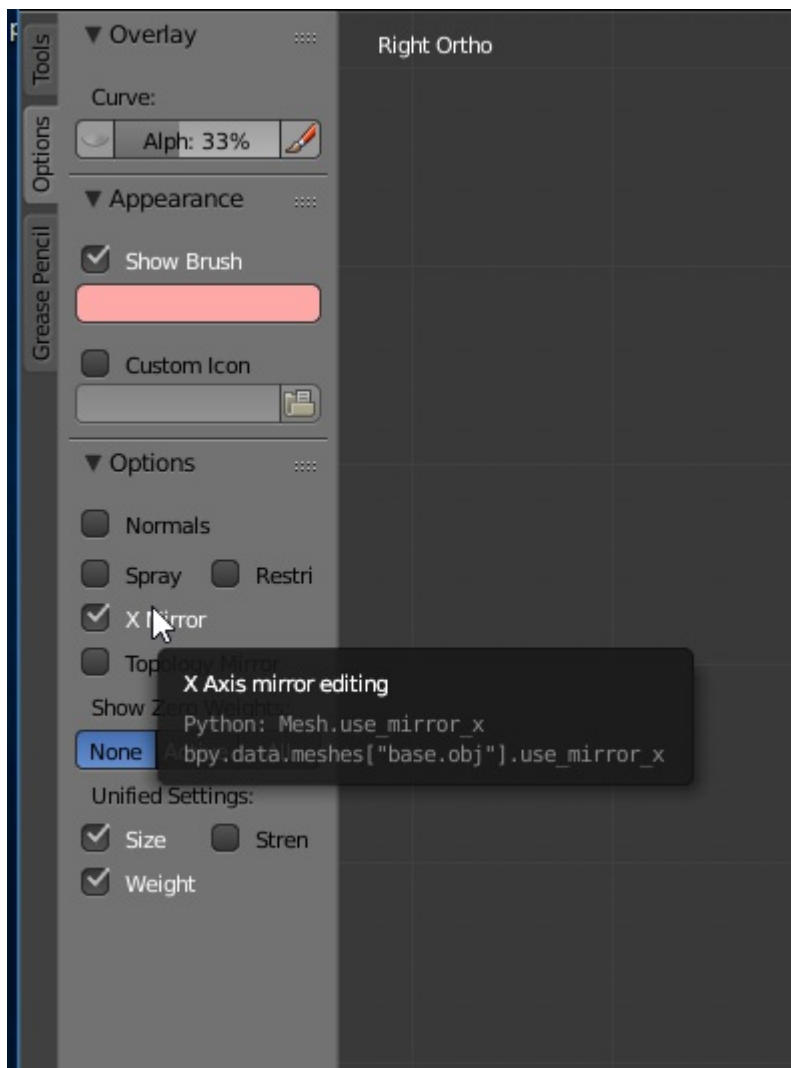 Tools
Options
Grease Pencil
Overlay
Right Ortho
Curve:
Alph: 33%
Appearance
Show Brush
Custom Icon
Options
Normals
Spray
Restri
X Mirror
Topology Mirror
X Axis mirror editing
Show Zero Weights:
Python: Mesh.use_mirror_x
None
bpy.data.meshes["base.obj"].use_mirror_x
Unified Settings:
Size
Stren
Weight